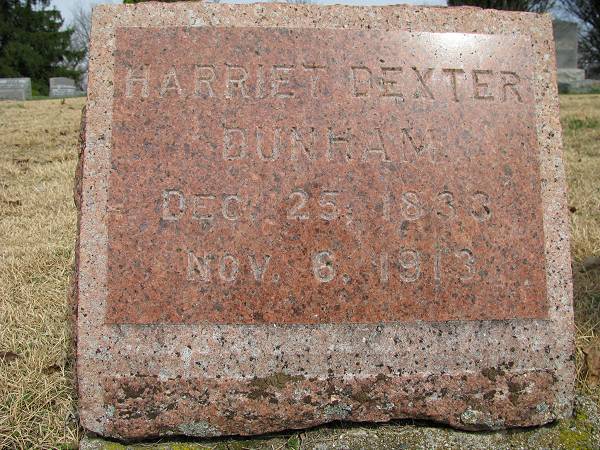 HARRIET DEXTER
DUNHAM
DEC. 25, 1833
NOV. 6, 1913